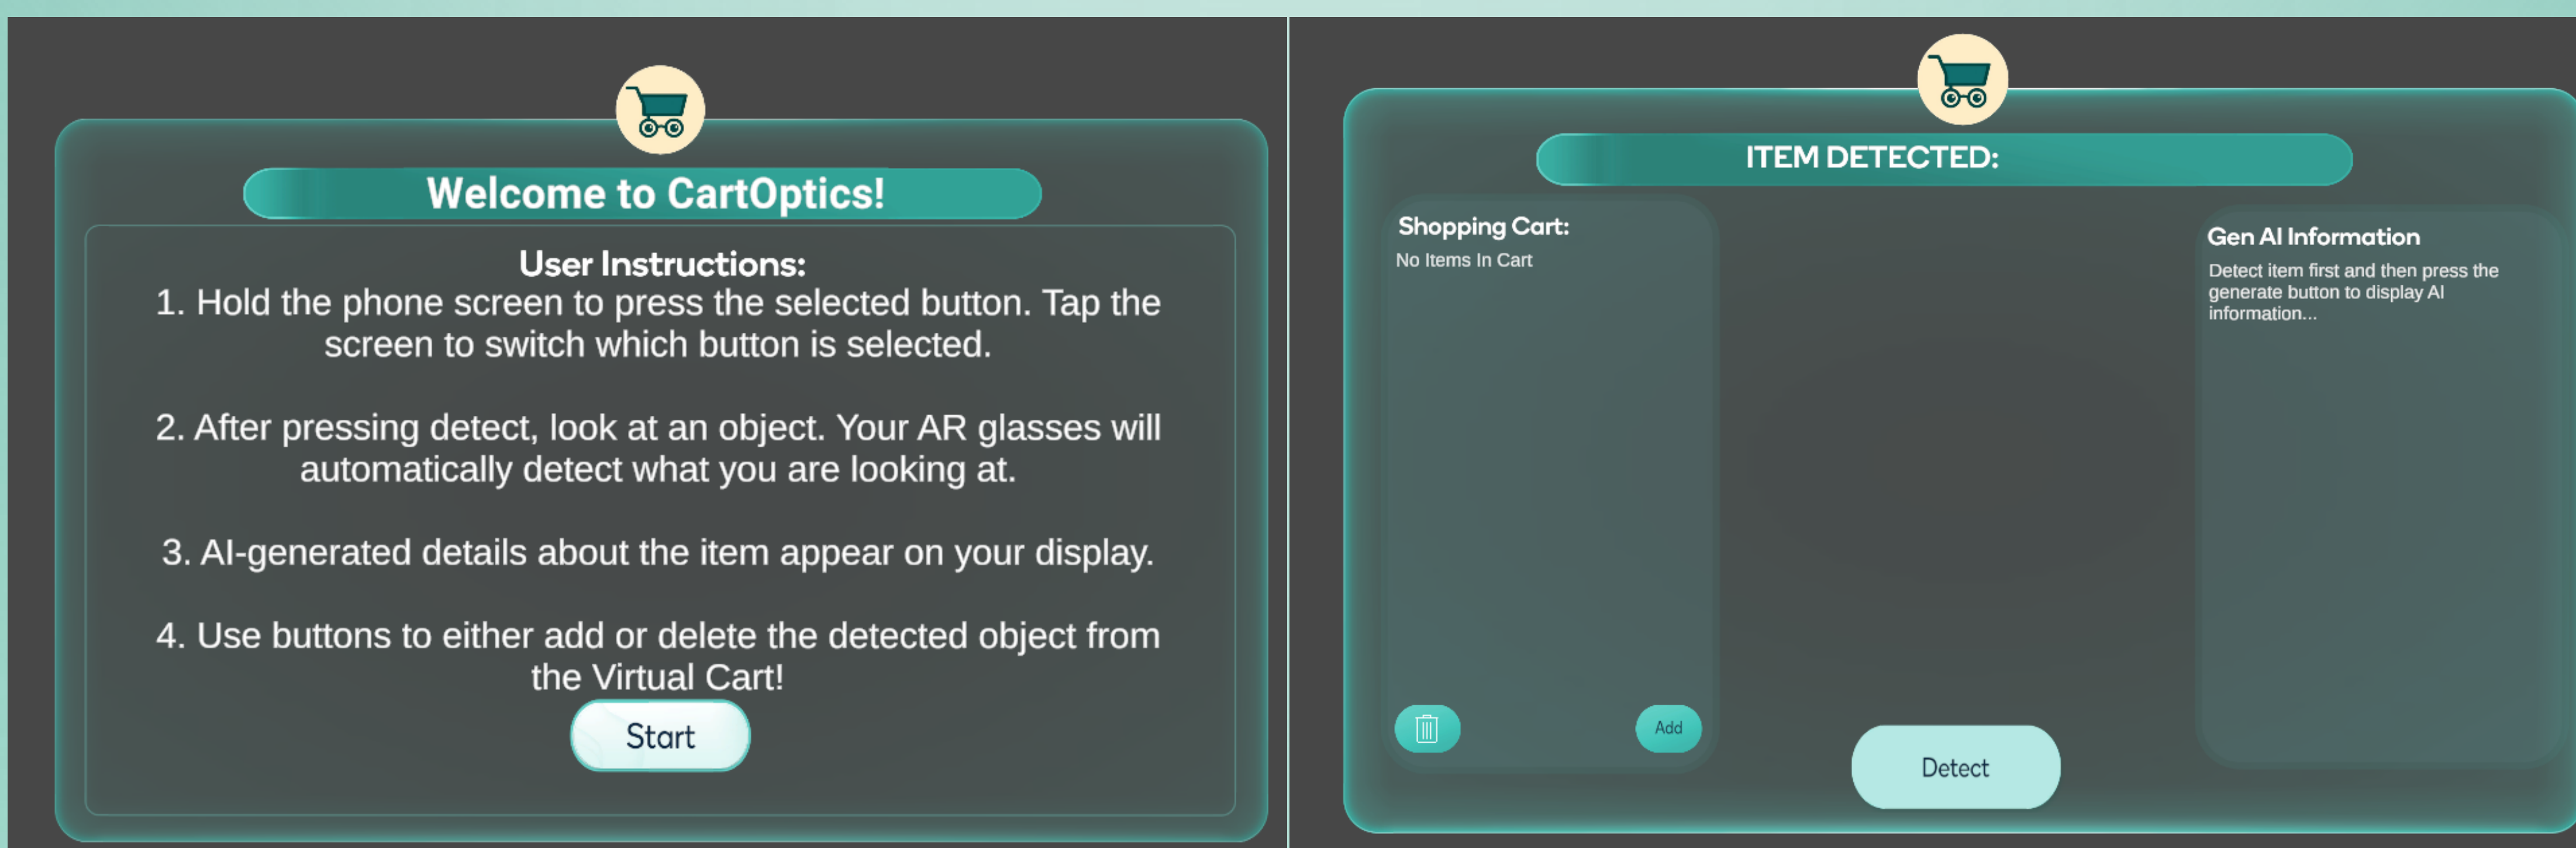 Welcome to CartOptics!
User Instructions:
1. Hold the phone screen to press the selected button. Tap the
screen to switch which button is selected.
2. After pressing detect, look at an object. Your AR glasses will
automatically detect what you are looking at.
3. AI-generated details about the item appear on your display.
4. Use buttons to either add or delete the detected object from
the Virtual Cart!
Start
ITEM DETECTED:
Shopping Cart:
No Items In Cart
Add
Detect
Gen AI Information
Detect item first and then press the
generate button to display AI
information...